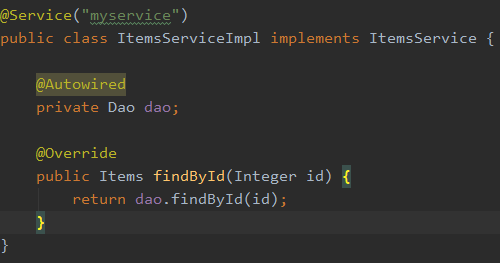 @Service("myservice")
public class ItemsServiceImpl implements ItemsService {
@Autowired
private Dao dao;
@Override
public Items findById(Integer id) {
return dao.findById(id);
}
}